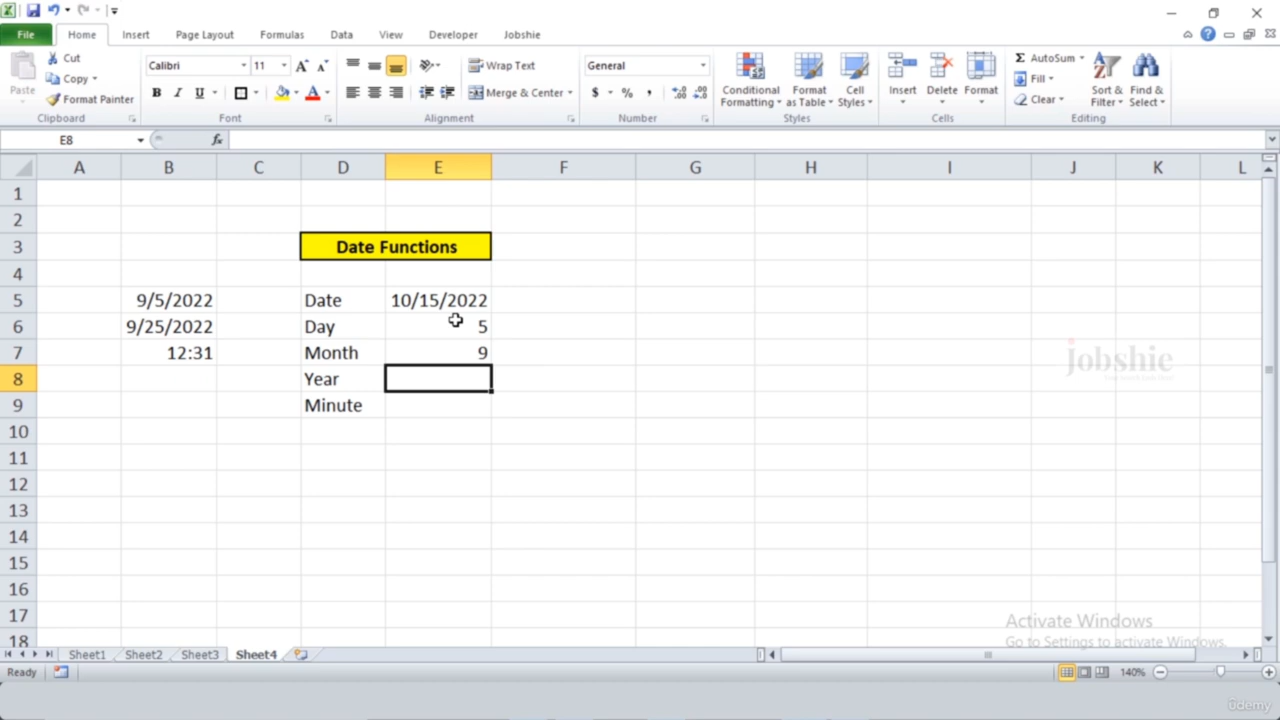 File Home Insert Page Layout Formulas Data View Developer Jobshie
Cut
Copy
Format Painter
Paste
Clipboard
Calibri 11
B I U
Font
Wrap Text
Merge & Center
Alignment
General
$ % ,
Number
Conditional Formatting
Format as Table
Cell Styles
Styles
Insert Delete Format
Cells
Σ AutoSum
Fill
Clear
Sort & Filter
Find & Select
Editing
E8 fx
A B C D E F G H I J K L
1
2
3 Date Functions
4
5 9/5/2022 Date 10/15/2022
6 9/25/2022 Day 5
7 12:31 Month 9
8 Year
9 Minute
10
11
12
13
14
15
16
17
18
Jobshie
Activate Windows
Go to Settings to activate Windows.
Sheet1 Sheet2 Sheet3 Sheet4
Ready 140%
ûdemy